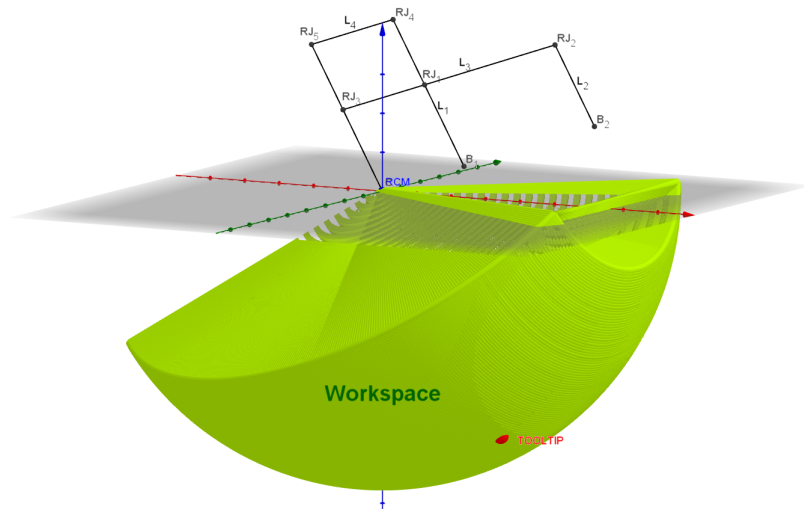 RJ4
L4
RJ5
RJ2
L3
RJ1
L2
RJ3
L1
B2
B1
RCM
Workspace
TOOLTIP